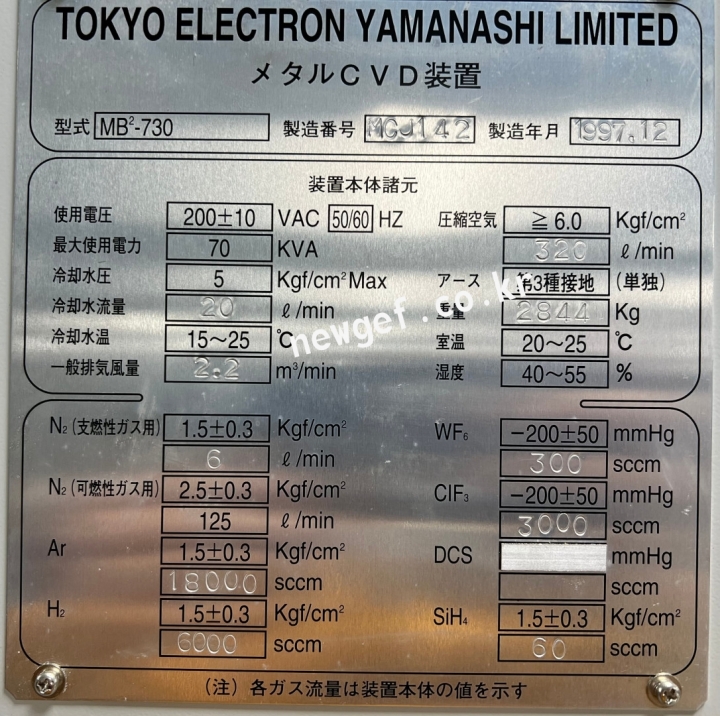 TOKYO ELECTRON YAMANASHI LIMITED
メタルCVD装置
型式 MB²-730 製造番号 MGJ142 製造年月 1997.12
装置本体諸元
使用電圧 200±10 VAC 50/60 HZ 圧縮空気 ≧ 6.0 Kgf/cm²
最大使用電力 70 KVA 320 ℓ/min
冷却水圧 5 Kgf/cm² Max アース 第3種接地 (単独)
冷却水流量 20 ℓ/min 重量 2844 Kg
冷却水温 15~25 ℃ 室温 20~25 ℃
一般排気風量 2.2 m³/min 湿度 40~55 %
newgef.co.kr
N₂ (支燃性ガス用) 1.5±0.3 Kgf/cm² WF₆ -200±50 mmHg
6 ℓ/min 300 sccm
N₂ (可燃性ガス用) 2.5±0.3 Kgf/cm² ClF₃ -200±50 mmHg
125 ℓ/min 3000 sccm
Ar 1.5±0.3 Kgf/cm² DCS mmHg
18000 sccm sccm
H₂ 1.5±0.3 Kgf/cm² SiH₄ 1.5±0.3 Kgf/cm²
6000 sccm 60 sccm
(注) 各ガス流量は装置本体の値を示す